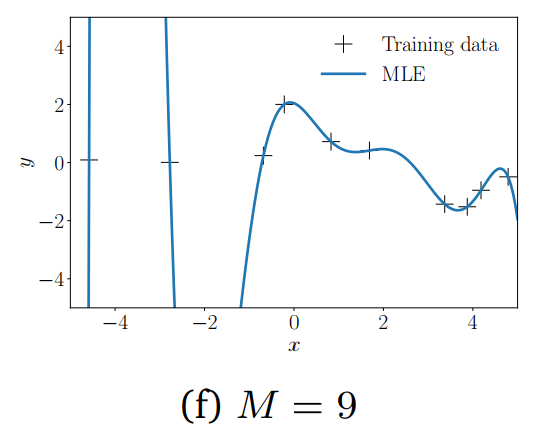 4
2
0
−2
−4
y
Training data
MLE
−4 −2 0 2 4
x
(f) M = 9